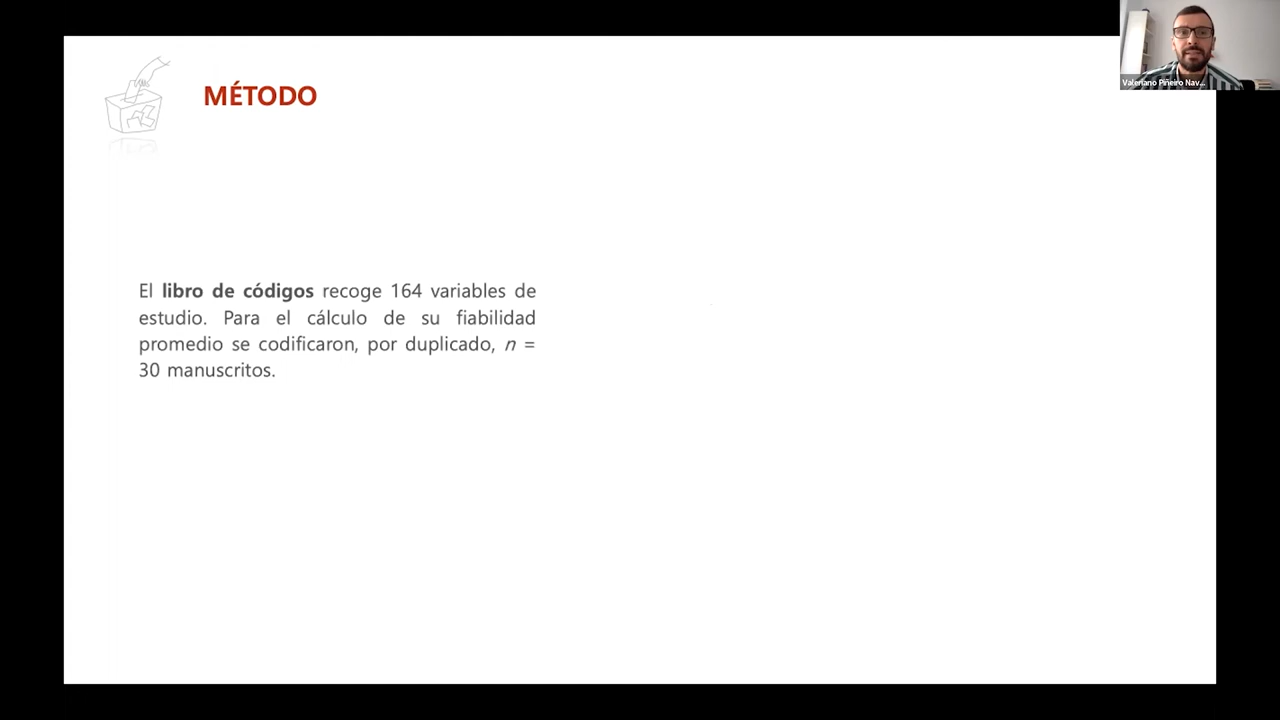 MÉTODO
Valeriano Piñeiro Nav...
El libro de códigos recoge 164 variables de
estudio. Para el cálculo de su fiabilidad
promedio se codificaron, por duplicado, n =
30 manuscritos.